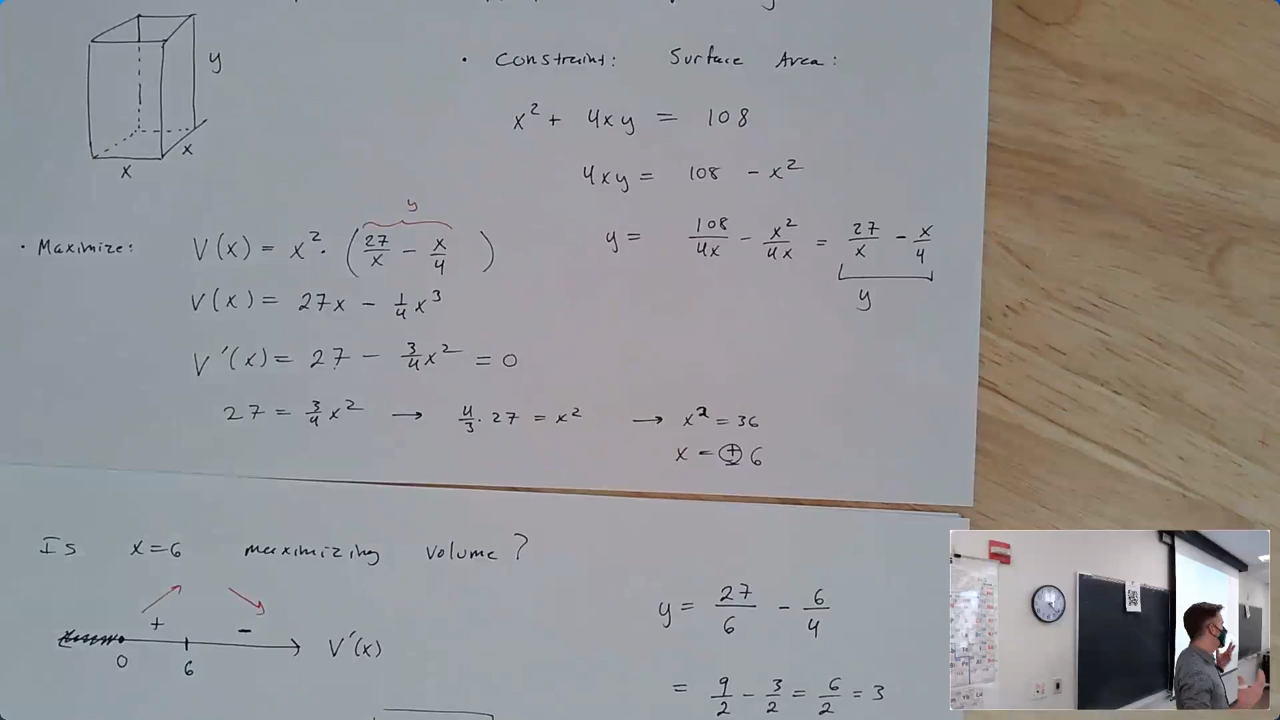 y
x
x
• Constraint: Surface Area:
x² + 4xy = 108
4xy = 108 - x²
y = 108/4x - x²/4x = 27/x - x/4
y
y
• Maximize: V(x) = x² · (27/x - x/4)
V(x) = 27x - 1/4 x³
V'(x) = 27 - 3/4 x² = 0
27 = 3/4 x² → 4/3 · 27 = x² → x² = 36
x = ± 6
Is x=6 maximizing volume?
+ -
0 6 V'(x)
y = 27/6 - 6/4
= 9/2 - 3/2 = 6/2 = 3